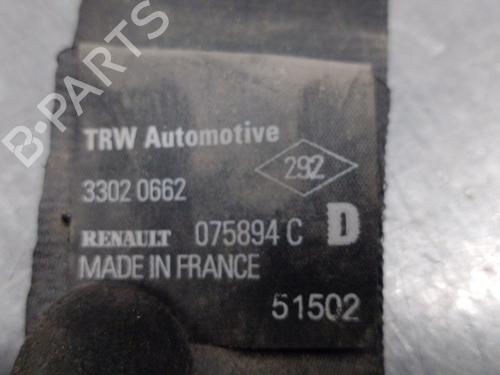 B-PARTS
TRW Automotive
292
3302 0662
RENAULT 075894 C D
MADE IN FRANCE
51502